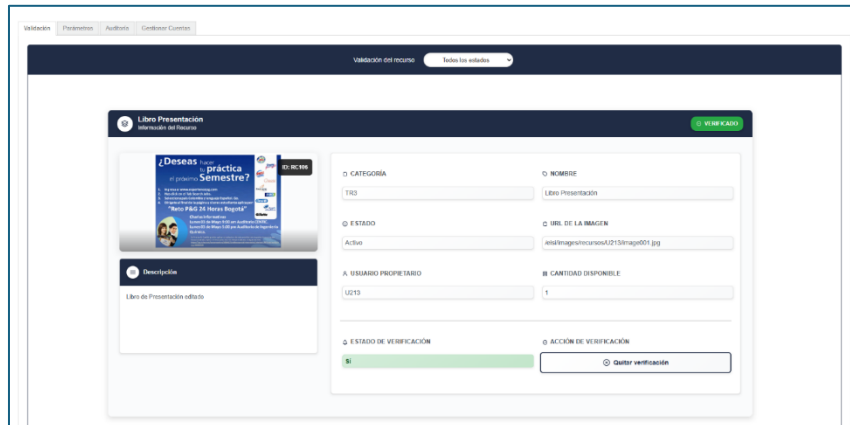 Validación Parámetros Auditoría Gestionar Cuentas
Validación del recurso Todos los estados
Libro Presentación
Información del Recurso
VERIFICADO
ID: RC106
¿Deseas hacer
tu práctica
el próximo Semestre?
"Reto P&G 24 Horas Bogotá"
Descripción
Libro de Presentación editado
CATEGORÍA
TR3
NOMBRE
Libro Presentación
ESTADO
Activo
URL DE LA IMAGEN
/eisi/images/recursos/U213/image001.jpg
USUARIO PROPIETARIO
U213
CANTIDAD DISPONIBLE
1
ESTADO DE VERIFICACIÓN
Sí
ACCIÓN DE VERIFICACIÓN
Quitar verificación